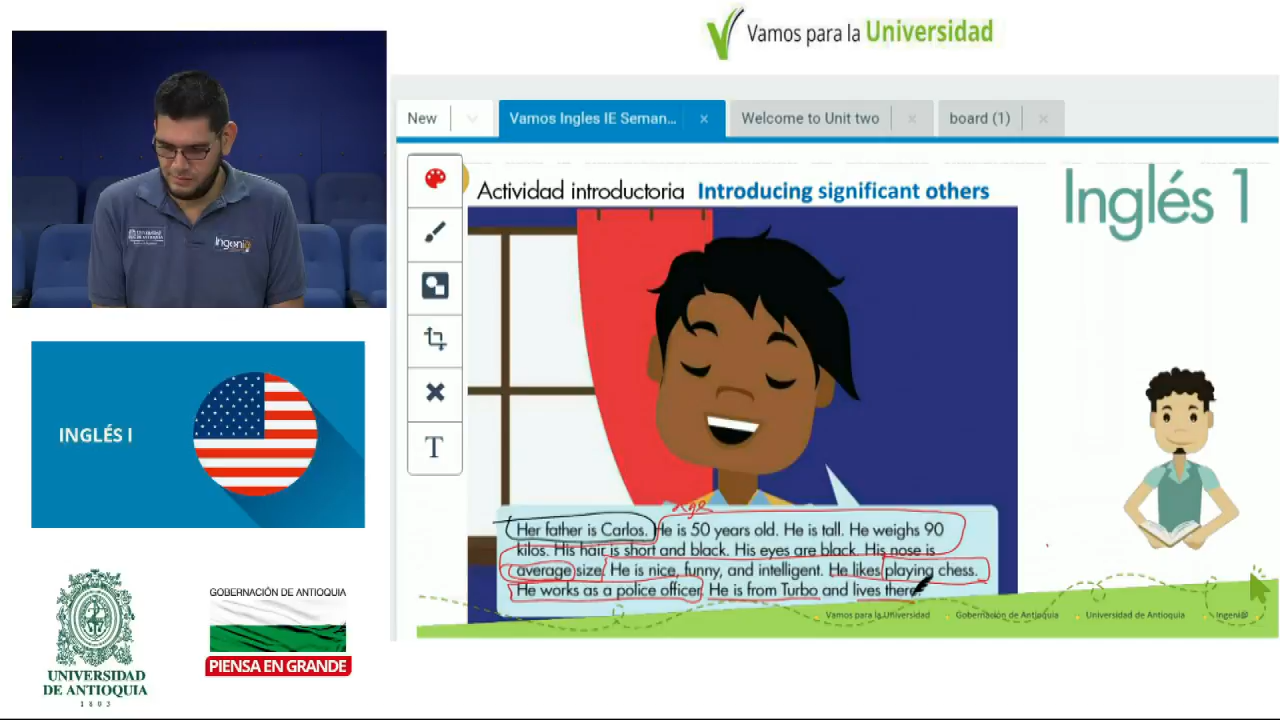 Vamos para la Universidad
New
Vamos Ingles IE Seman...
Welcome to Unit two
board (1)
Actividad introductoria Introducing significant others
Inglés 1
T
Age
Her father is Carlos. He is 50 years old. He is tall. He weighs 90
kilos. His hair is short and black. His eyes are black. His nose is
average size. He is nice, funny, and intelligent. He likes playing chess.
He works as a police officer. He is from Turbo and lives there
Vamos para la Universidad
Gobernación de Antioquia
Universidad de Antioquia
Ingeni@
INGLÉS I
UNIVERSIDAD
DE ANTIOQUIA
1803
GOBERNACIÓN DE ANTIOQUIA
PIENSA EN GRANDE
Ingeni@